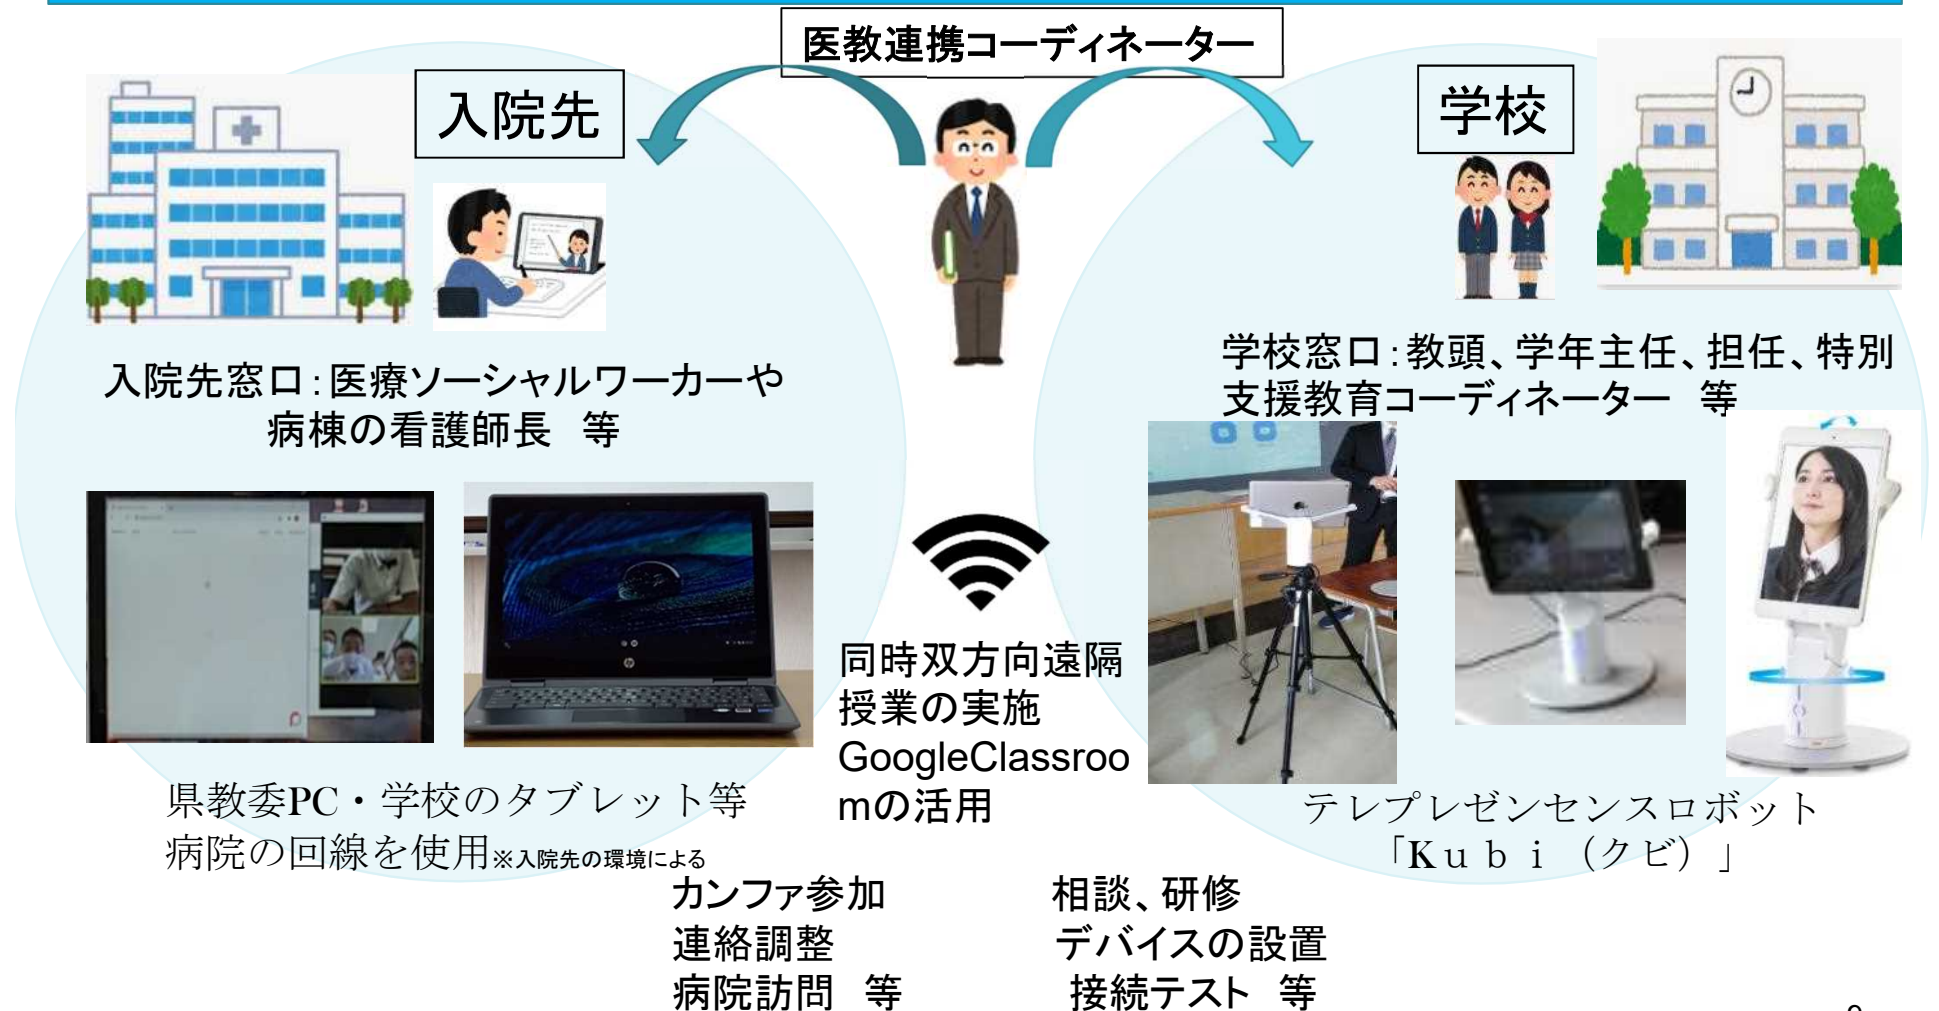 医教連携コーディネーター
入院先
学校
入院先窓口:医療ソーシャルワーカーや
病棟の看護師長 等
学校窓口:教頭、学年主任、担任、特別
支援教育コーディネーター 等
同時双方向遠隔
授業の実施
GoogleClassroo
mの活用
県教委PC・学校のタブレット等
病院の回線を使用※入院先の環境による
テレプレゼンセンスロボット
「Kubi(クビ)」
カンファ参加
連絡調整
病院訪問 等
相談、研修
デバイスの設置
接続テスト 等